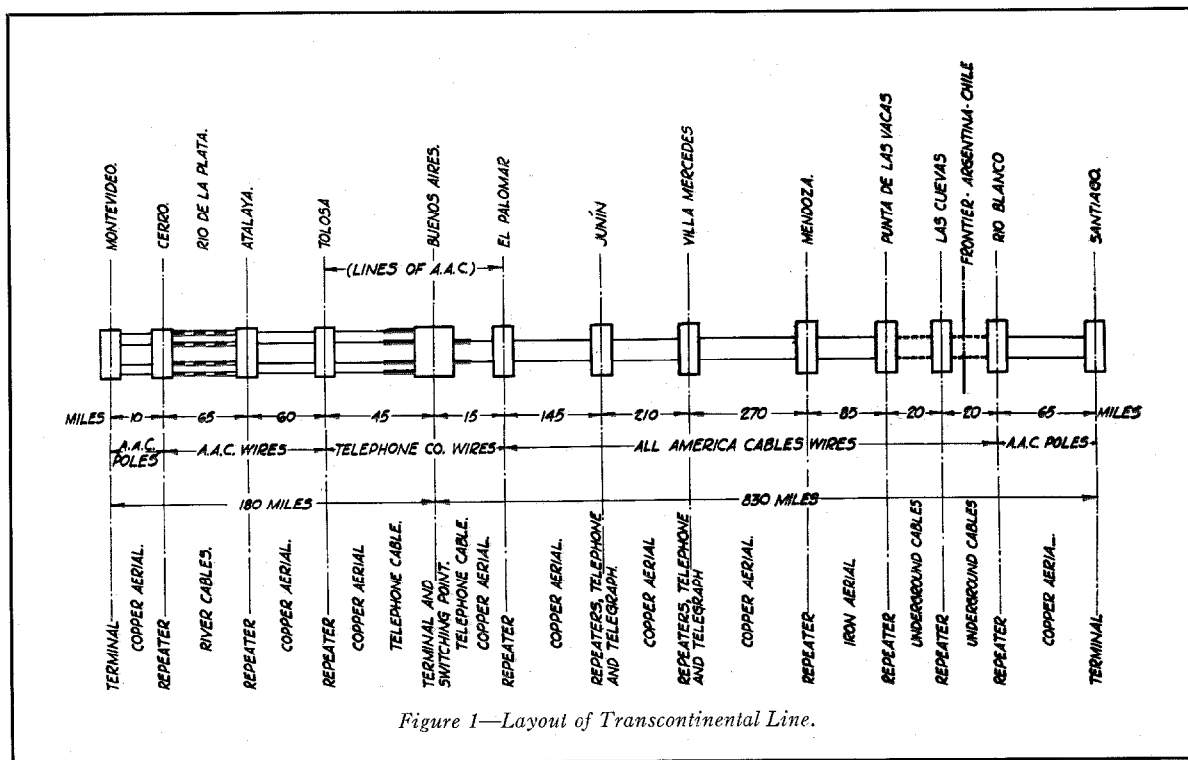 MONTEVIDEO.
CERRO.
RIO DE LA PLATA.
ATALAYA.
TOLOSA
BUENOS AIRES.
EL PALOMAR
JUNÍN
VILLA MERCEDES
MENDOZA.
PUNTA DE LAS VACAS
LAS CUEVAS
FRONTIER-ARGENTINA-CHILE
RIO BLANCO
SANTIAGO.
(LINES OF A.A.C.)
MILES 10 65 60 45 15 145 210 270 85 20 20 65 MILES
A.A.C.
POLES
A.A.C. WIRES
TELEPHONE CO. WIRES
ALL AMERICA CABLES WIRES
A.A.C. POLES
180 MILES
830 MILES
TERMINAL
COPPER AERIAL.
REPEATER
RIVER CABLES.
REPEATER
COPPER AERIAL.
REPEATER
COPPER AERIAL
TELEPHONE CABLE.
TERMINAL AND
SWITCHING POINT.
TELEPHONE CABLE.
COPPER AERIAL.
REPEATER
COPPER AERIAL.
REPEATERS, TELEPHONE
AND TELEGRAPH.
COPPER AERIAL
REPEATERS, TELEPHONE
AND TELEGRAPH
COPPER AERIAL.
REPEATER
IRON AERIAL
REPEATER
UNDERGROUND CABLES
REPEATER
UNDERGROUND CABLES
REPEATER
COPPER AERIAL.
TERMINAL
Figure 1—Layout of Transcontinental Line.